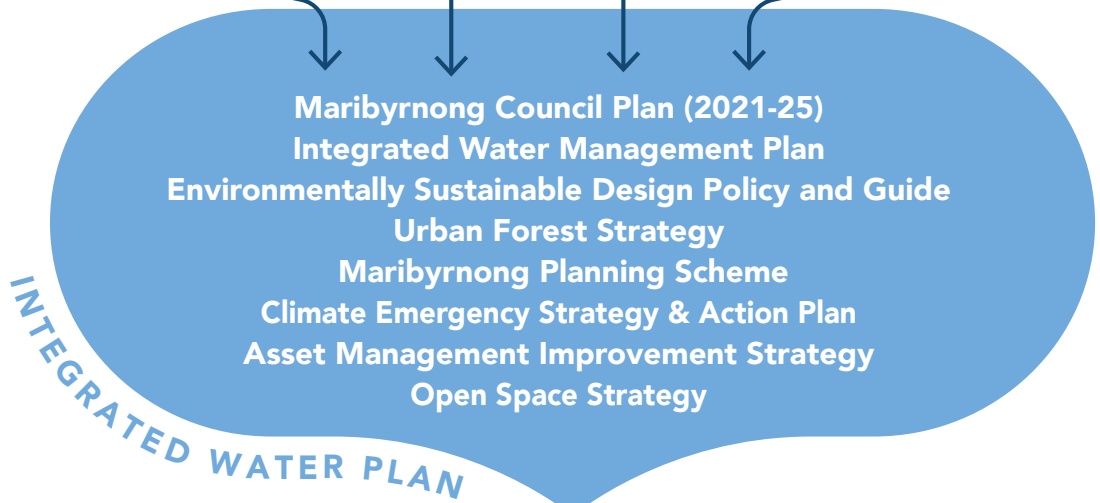 Maribyrnong Council Plan (2021-25)
Integrated Water Management Plan
Environmentally Sustainable Design Policy and Guide
Urban Forest Strategy
Maribyrnong Planning Scheme
Climate Emergency Strategy & Action Plan
Asset Management Improvement Strategy
Open Space Strategy
INTEGRATED WATER PLAN